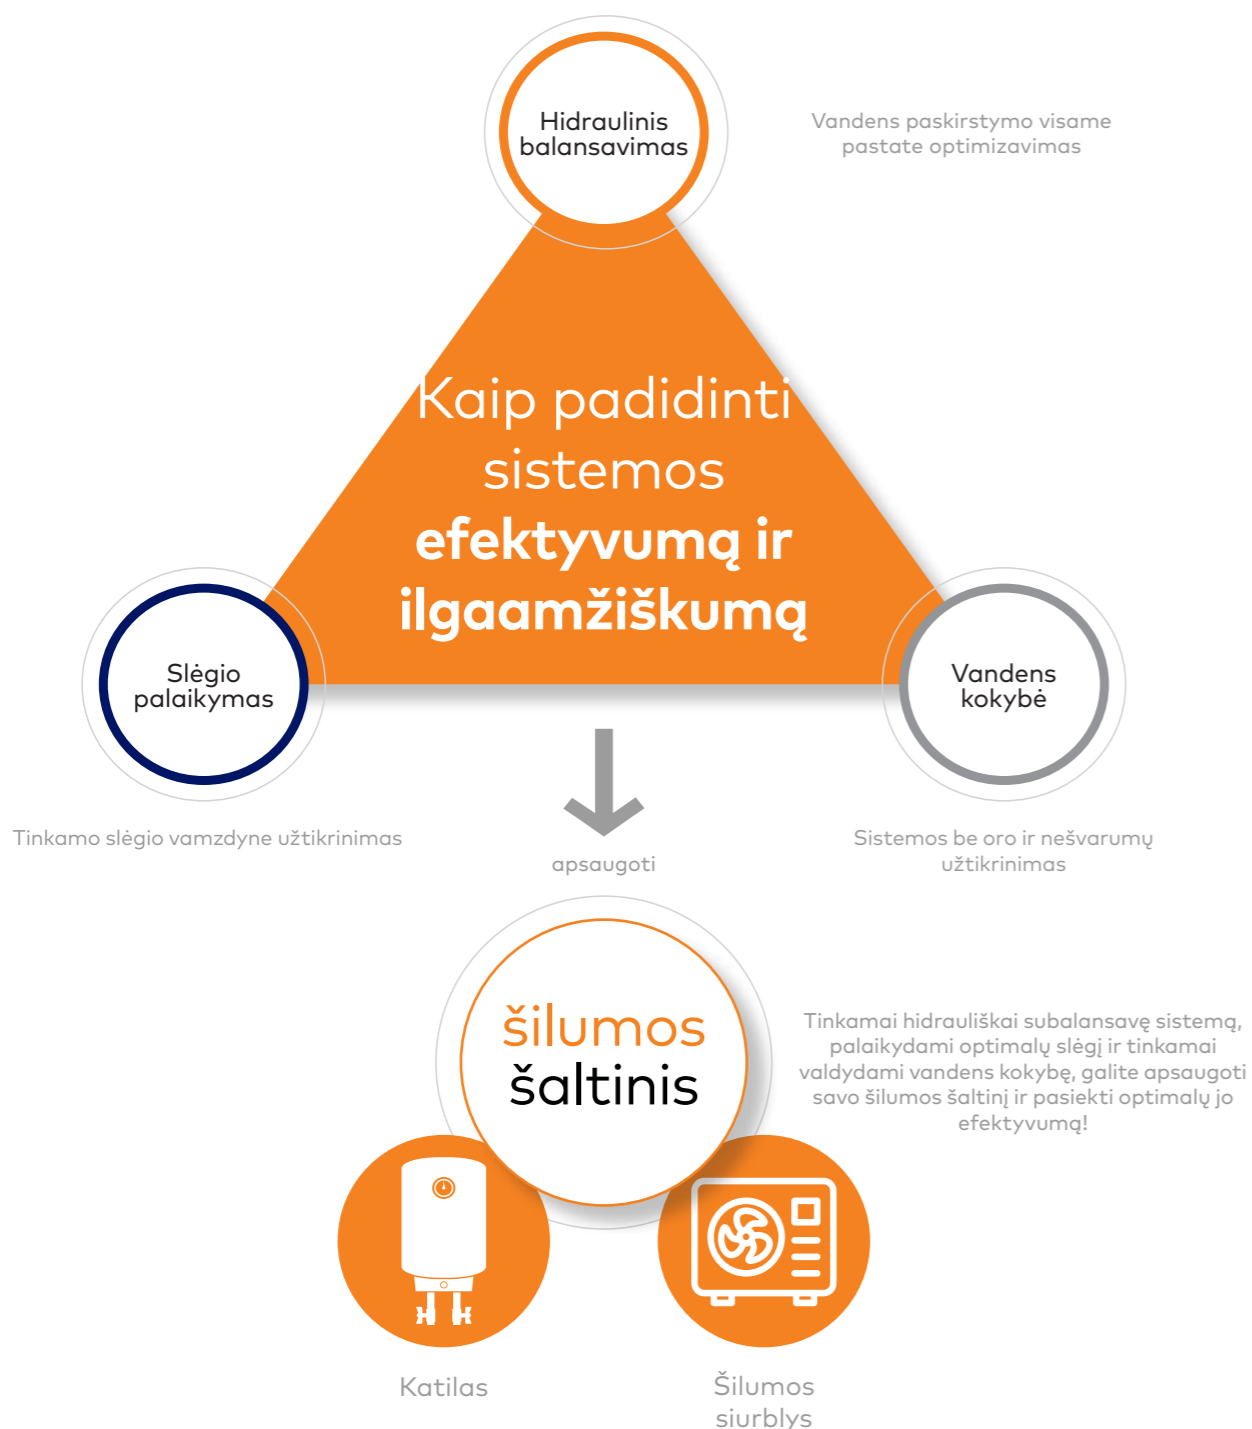 Hidraulinis
balansavimas
Vandens paskirstymo visame
pastate optimizavimas
Kaip padidinti
sistemos
efektyvumą ir
ilgaamžiškumą
Slėgio
palaikymas
Vandens
kokybė
Tinkamo slėgio vamzdyne užtikrinimas
apsaugoti
Sistemos be oro ir nešvarumų
užtikrinimas
šilumos
šaltinis
Tinkamai hidrauliškai subalansavę sistemą,
palaikydami optimalų slėgį ir tinkamai
valdydami vandens kokybę, galite apsaugoti
savo šilumos šaltinį ir pasiekti optimalų jo
efektyvumą!
Katilas
Šilumos
siurblys